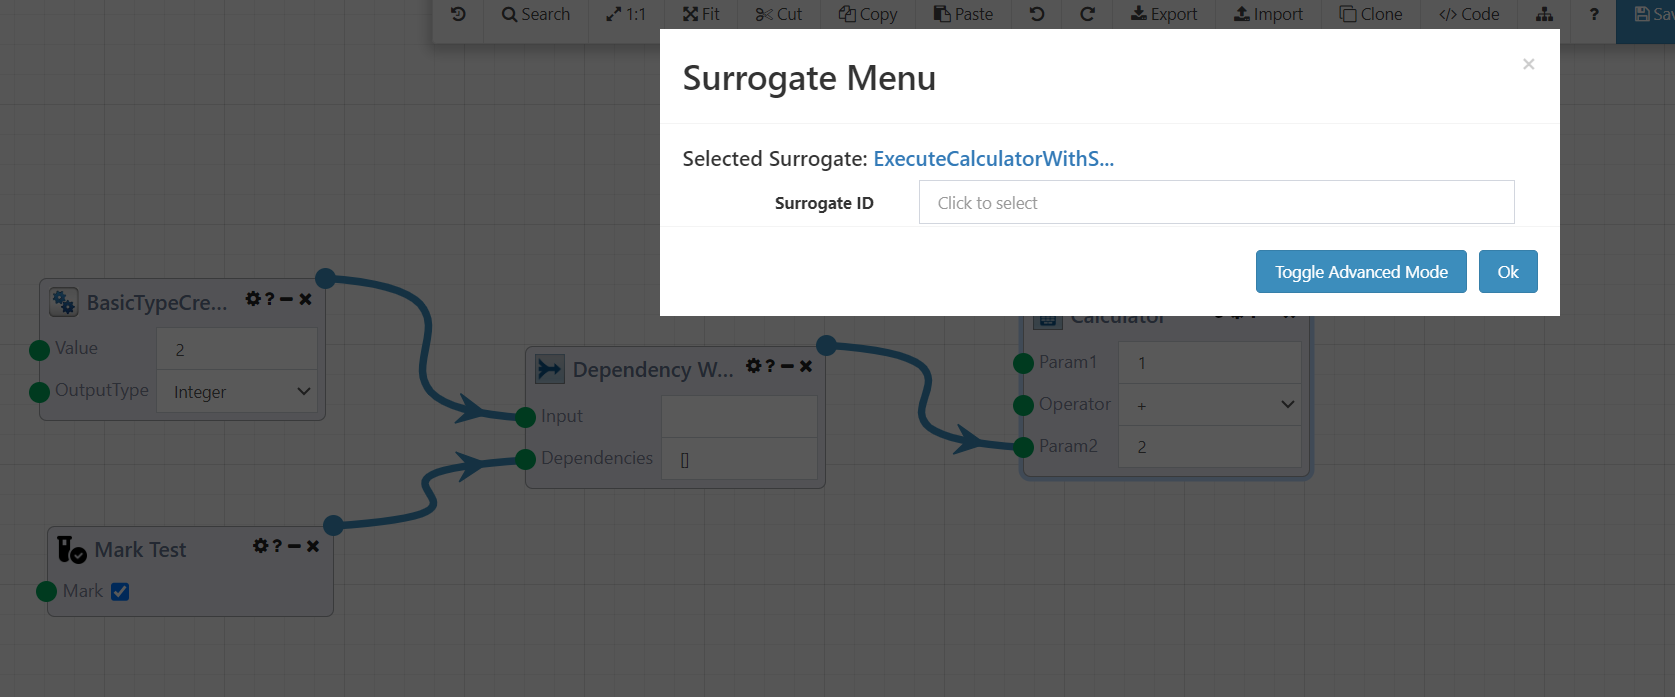 Search 1:1 Fit Cut Copy Paste Export Import Clone </> Code ? Sav
Surrogate Menu ×
Selected Surrogate: ExecuteCalculatorWithS...
Surrogate ID Click to select
Toggle Advanced Mode Ok
BasicTypeCre... ?
Value 2
OutputType Integer
Dependency W... ?
Input
Dependencies []
Calculator
Param1 1
Operator +
Param2 2
Mark Test ?
Mark